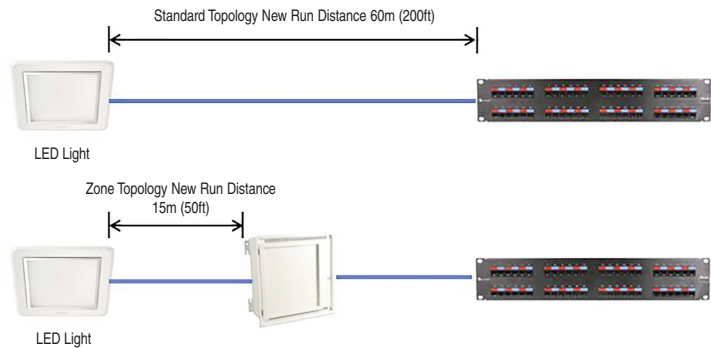 Standard Topology New Run Distance 60m (200ft)
LED Light
Zone Topology New Run Distance
15m (50ft)
LED Light